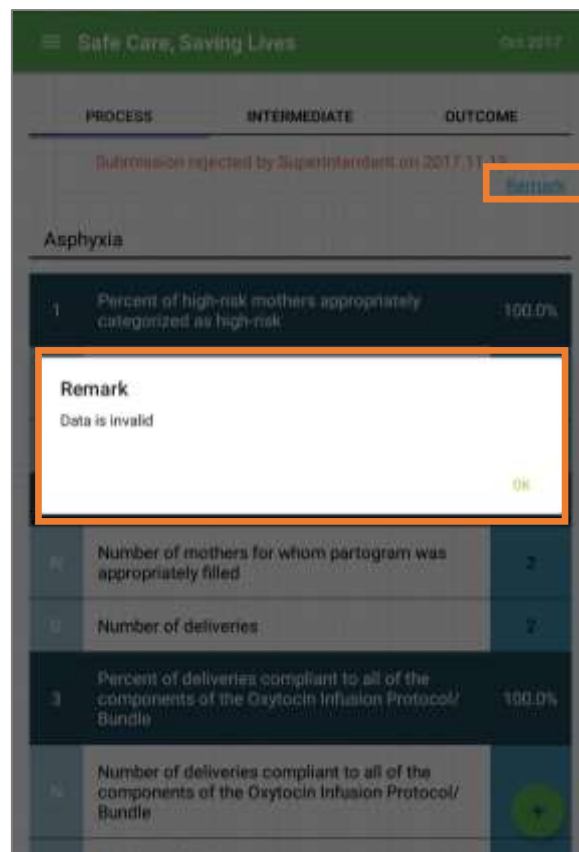 Safe Care, Saving Lives
Oct 2017
PROCESS INTERMEDIATE OUTCOME
Submission rejected by Superintendent on 2017.11.13
Remark
Asphyxia
1 Percent of high-risk mothers appropriately 100.0%
categorized as high-risk
Remark
Data is invalid
OK
N Number of mothers for whom partogram was 2
appropriately filled
D Number of deliveries 2
Percent of deliveries compliant to all of the
3 components of the Oxytocin Infusion Protocol/ 100.0%
Bundle
Number of deliveries compliant to all of the
N components of the Oxytocin Infusion Protocol/
Bundle
+